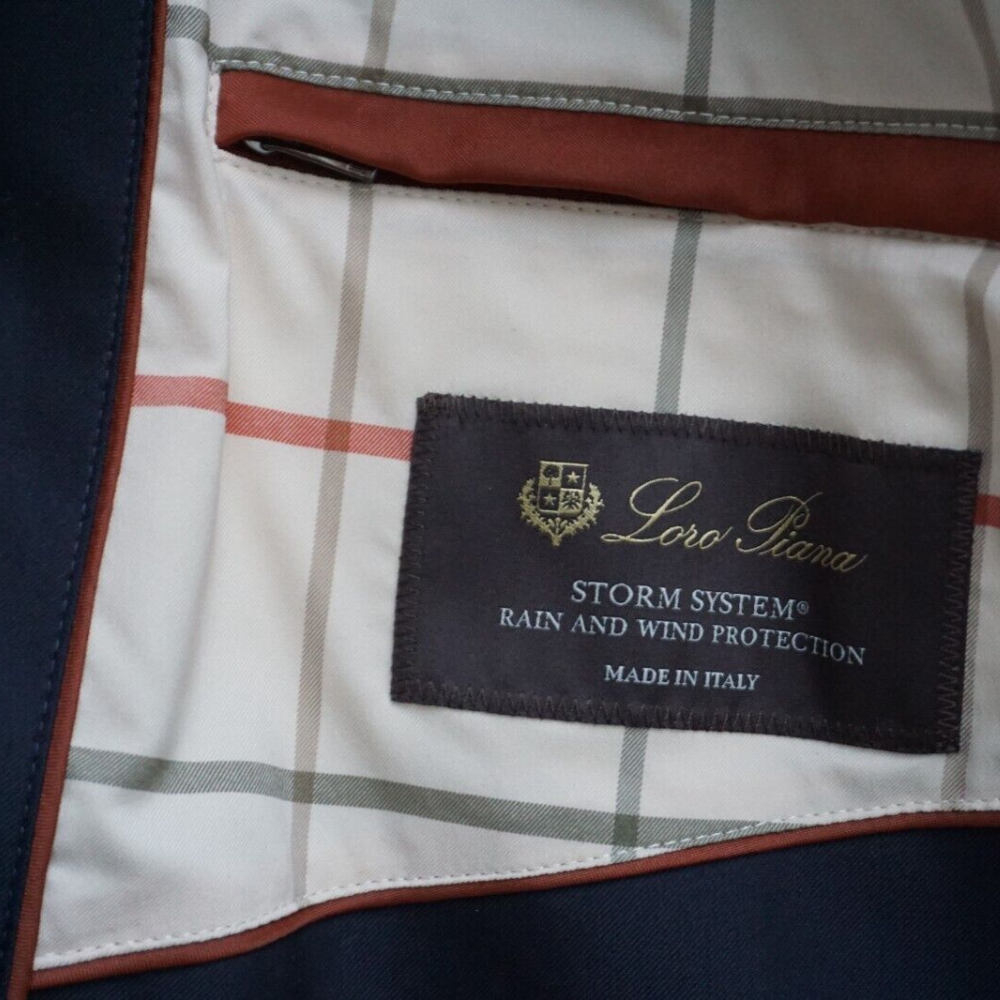 Loro Piana
STORM SYSTEM®
RAIN AND WIND PROTECTION
MADE IN ITALY